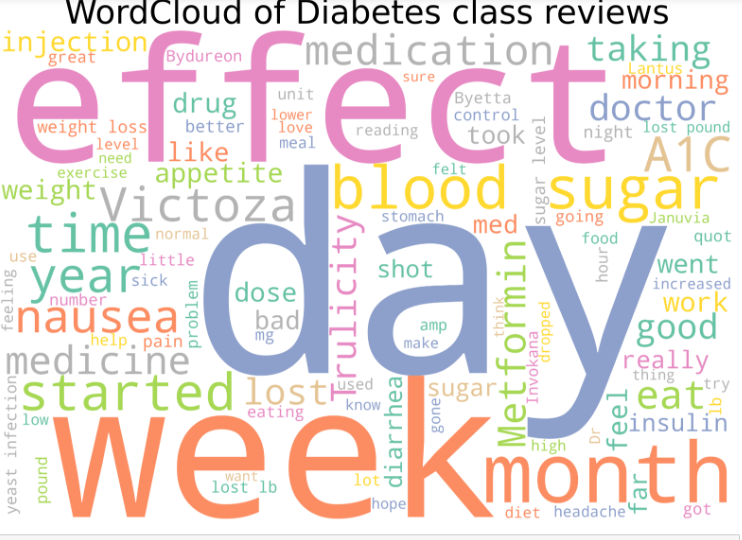 WordCloud of Diabetes class reviews
injection
great
Bydureon
medication
taking
effect
sure
Lantus
morning
drug
unit
Byetta
doctor
weight loss
better
lower
love
reading
control
took
night
lost pound
level
need
meal
like
exercise
appetite
felt
sugar level
A1C
weight
Victoza
blood
sugar
stomach
med
going
Januvia
time
normal
day
food
quot
use
year
little
sick
Trulicity
shot
hour
went
increased
feeling
number
problem
dose
bad
mg
amp
make
think
Metformin
dropped
work
nausea
help
pain
good
medicine
Invokana
really
thing
started
lost
used
sugar
eat
try
lb
yeast infection
low
eating
know
diarrhea
gone
Dr
feel
insulin
week
high
month
pound
want
lost lb
lot
hope
far
diet
headache
got